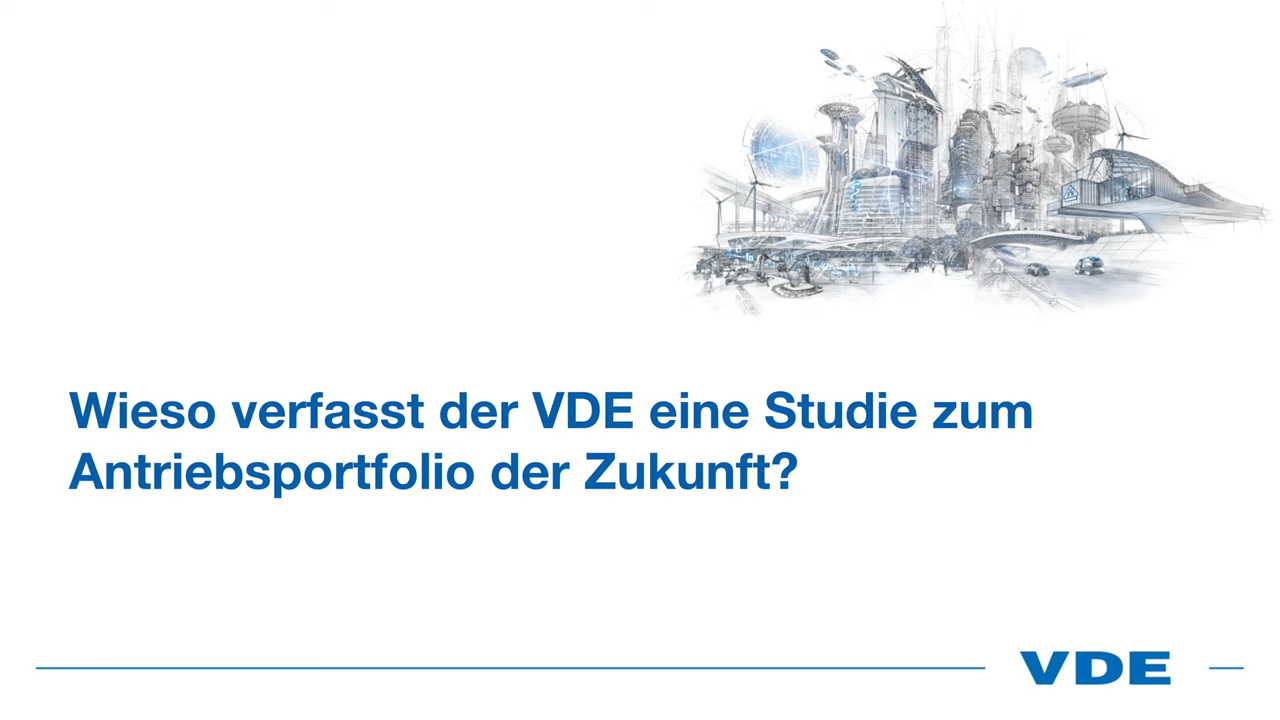 Wieso verfasst der VDE eine Studie zum
Antriebsportfolio der Zukunft?
VDE